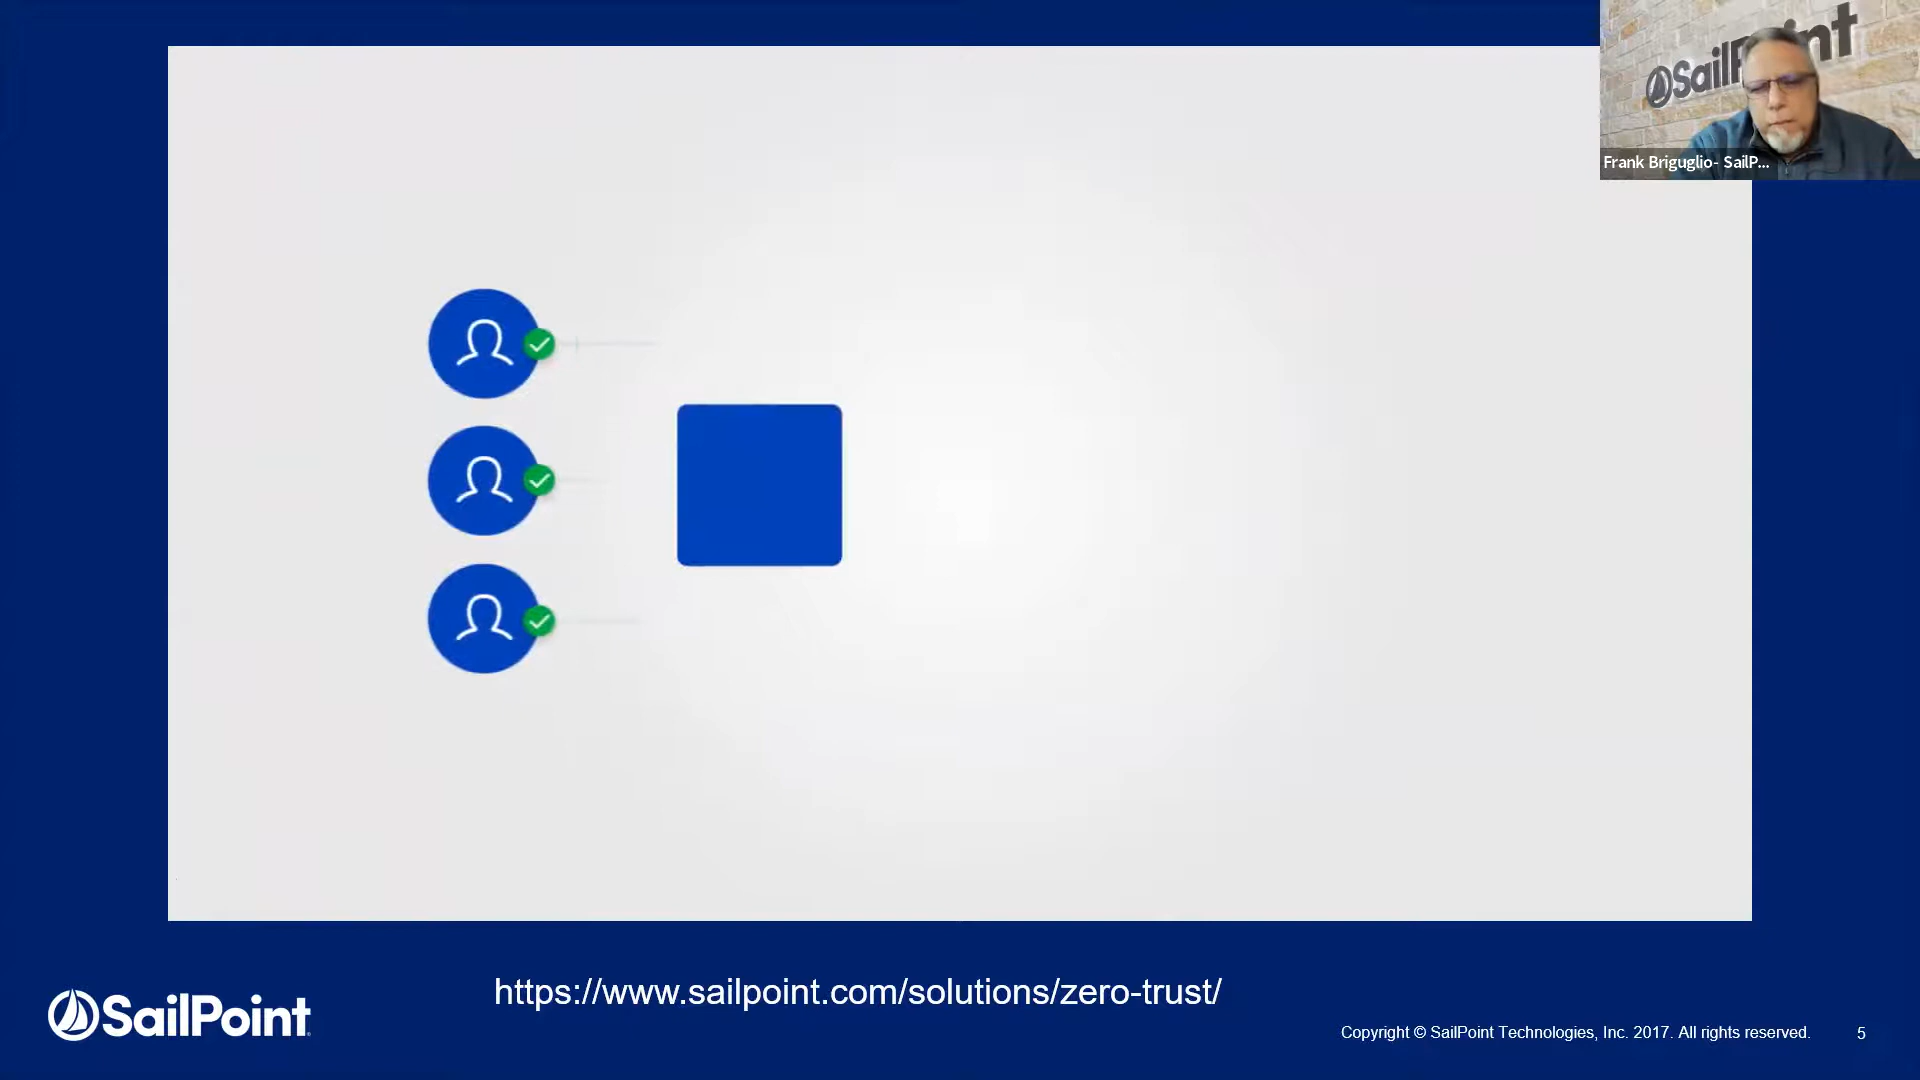 SailPoint
Frank Briguglio- SailP...
https://www.sailpoint.com/solutions/zero-trust/
SailPoint
Copyright © SailPoint Technologies, Inc. 2017. All rights reserved.
5